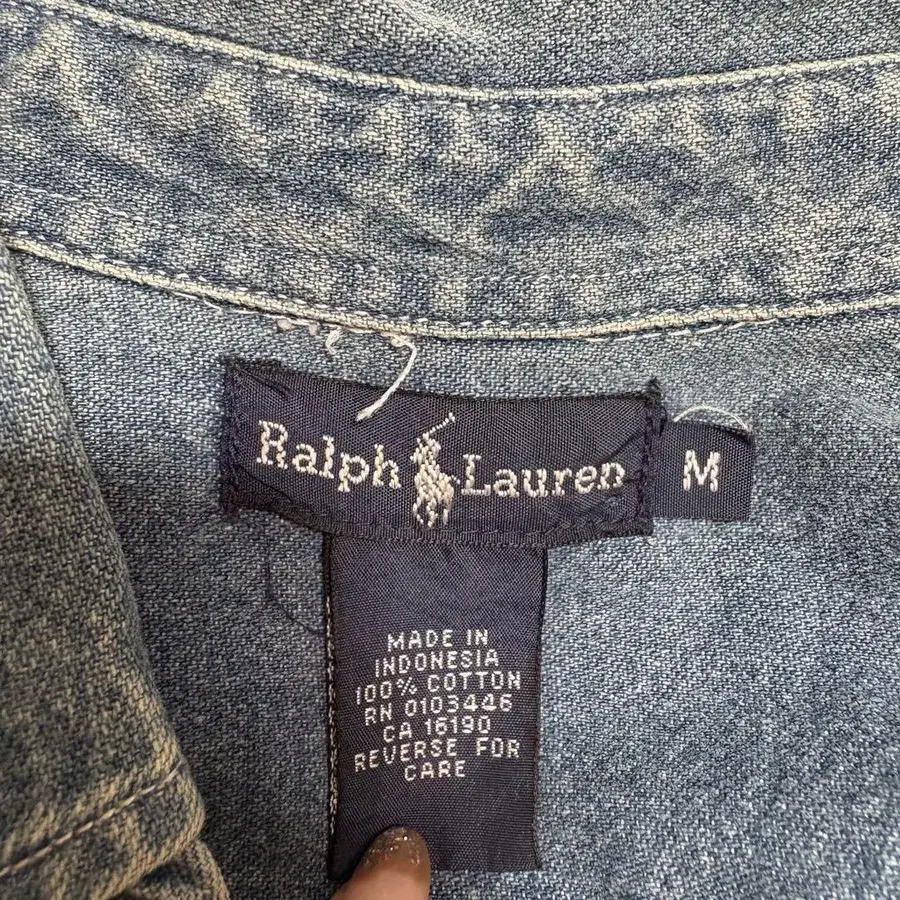 Ralph Lauren M
MADE IN
INDONESIA
100% COTTON
RN 0103446
CA 16190
REVERSE FOR
CARE